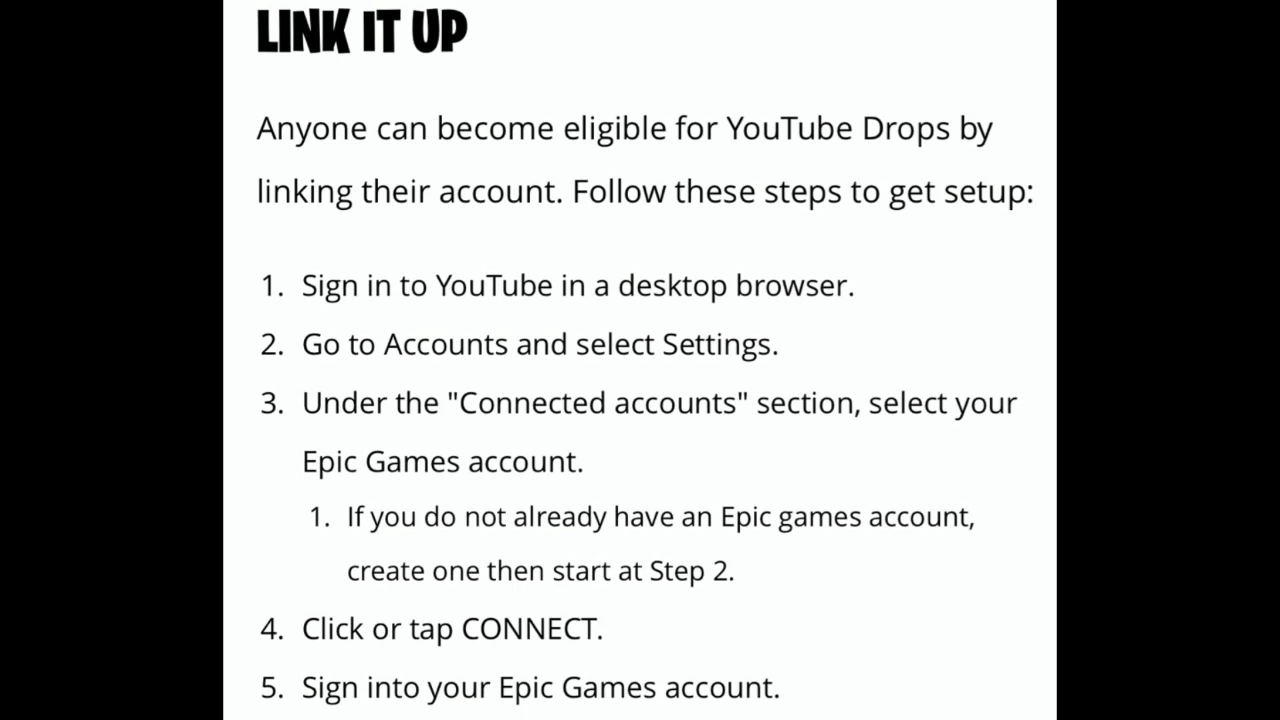 LINK IT UP
Anyone can become eligible for YouTube Drops by
linking their account. Follow these steps to get setup:
1. Sign in to YouTube in a desktop browser.
2. Go to Accounts and select Settings.
3. Under the "Connected accounts" section, select your
Epic Games account.
1. If you do not already have an Epic games account,
create one then start at Step 2.
4. Click or tap CONNECT.
5. Sign into your Epic Games account.